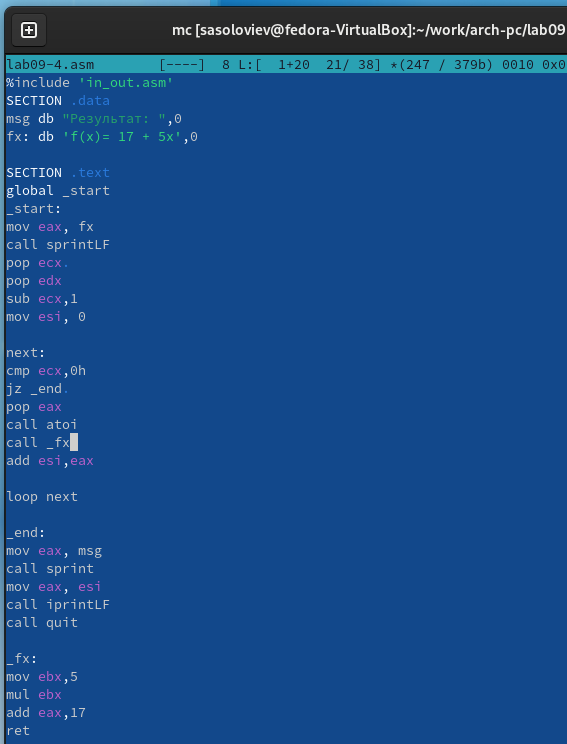 mc [sasoloviev@fedora-VirtualBox]:~/work/arch-pc/lab09
lab09-4.asm [----] 8 L:[ 1+20 21/ 38] *(247 / 379b) 0010 0x0
%include 'in_out.asm'
SECTION .data
msg db "Результат: ",0
fx: db 'f(x)= 17 + 5x',0
SECTION .text
global _start
_start:
mov eax, fx
call sprintLF
pop ecx.
pop edx
sub ecx,1
mov esi, 0
next:
cmp ecx,0h
jz _end.
pop eax
call atoi
call _fx
add esi,eax
loop next
_end:
mov eax, msg
call sprint
mov eax, esi
call iprintLF
call quit
_fx:
mov ebx,5
mul ebx
add eax,17
ret